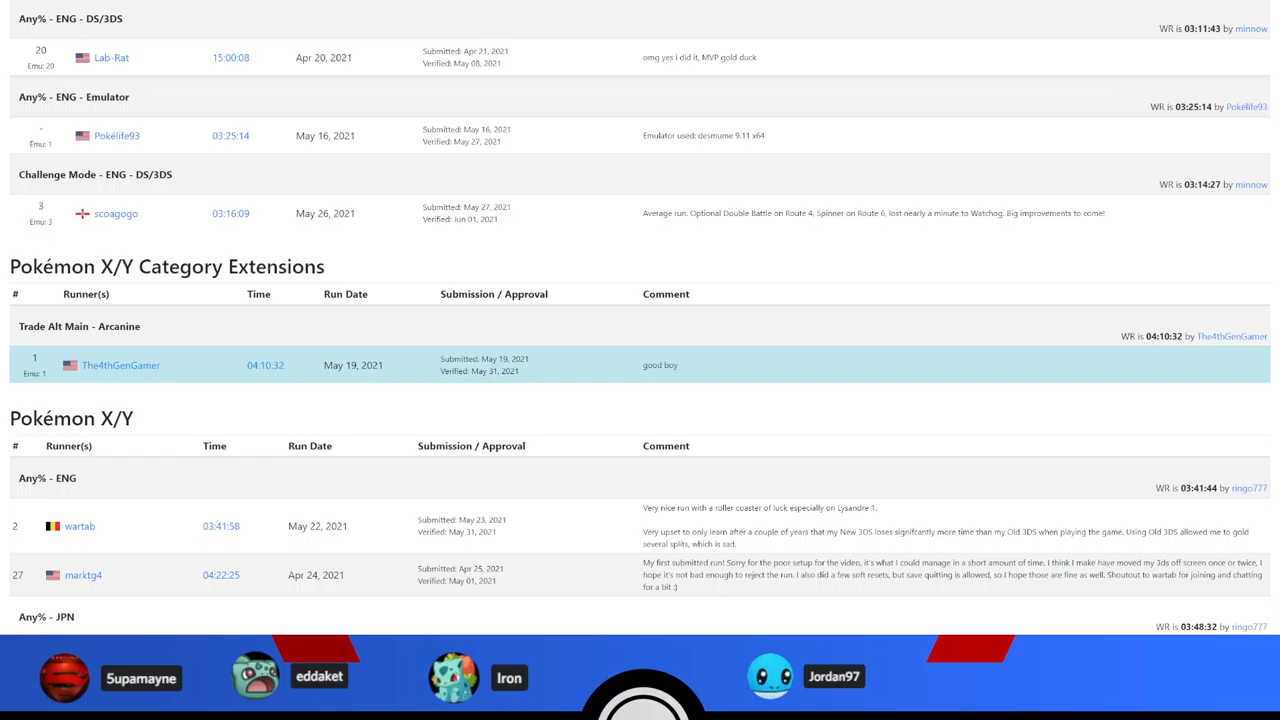 Any% - ENG - DS/3DS
WR is 03:11:43 by minnow
20
Emu: 20
Lab-Rat
15:00:08
Apr 20, 2021
Submitted: Apr 21, 2021
Verified: May 08, 2021
omg yes i did it, MVP gold duck
Any% - ENG - Emulator
WR is 03:25:14 by Pokélife93
-
Emu: 1
Pokélife93
03:25:14
May 16, 2021
Submitted: May 16, 2021
Verified: May 27, 2021
Emulator used: desmume 9.11 x64
Challenge Mode - ENG - DS/3DS
WR is 03:14:27 by minnow
3
Emu: 3
scoagogo
03:16:09
May 26, 2021
Submitted: May 27, 2021
Verified: Jun 01, 2021
Average run. Optional Double Battle on Route 4, Spinner on Route 6, lost nearly a minute to Watchog. Big improvements to come!
Pokémon X/Y Category Extensions
# Runner(s) Time Run Date Submission / Approval Comment
Trade Alt Main - Arcanine
WR is 04:10:32 by The4thGenGamer
1
Emu: 1
The4thGenGamer
04:10:32
May 19, 2021
Submitted: May 19, 2021
Verified: May 31, 2021
good boy
Pokémon X/Y
# Runner(s) Time Run Date Submission / Approval Comment
Any% - ENG
WR is 03:41:44 by ringo777
2
wartab
03:41:58
May 22, 2021
Submitted: May 23, 2021
Verified: May 31, 2021
Very nice run with a roller coaster of luck especially on Lysandre 1.
Very upset to only learn after a couple of years that my New 3DS loses signifcantly more time than my Old 3DS when playing the game. Using Old 3DS allowed me to gold
several splits, which is sad.
27
marktg4
04:22:25
Apr 24, 2021
Submitted: Apr 25, 2021
Verified: May 01, 2021
My first submitted run! Sorry for the poor setup for the video, it's what I could manage in a short amount of time. I think I make have moved my 3ds off screen once or twice, I
hope it's not bad enough to reject the run. I also did a few soft resets, but save quitting is allowed, so I hope those are fine as well. Shoutout to wartab for joining and chatting
for a bit :)
Any% - JPN
WR is 03:48:32 by ringo777
5upamayne
eddaket
Iron
Jordan97